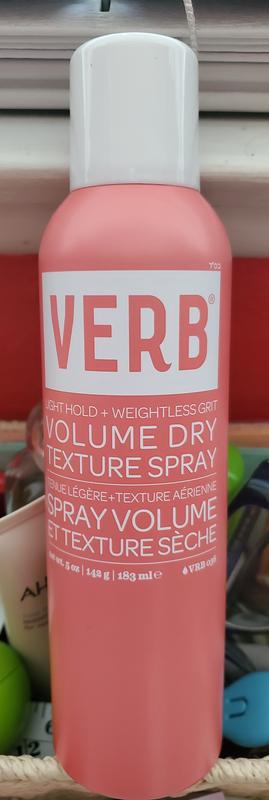 VERB®
LIGHT HOLD + WEIGHTLESS GRIT
VOLUME DRY
TEXTURE SPRAY
TENUE LÉGÈRE+TEXTURE AÉRIENNE
SPRAY VOLUME
ET TEXTURE SÈCHE
Net wt. 5 oz | 142 g | 183 ml ℮
AH